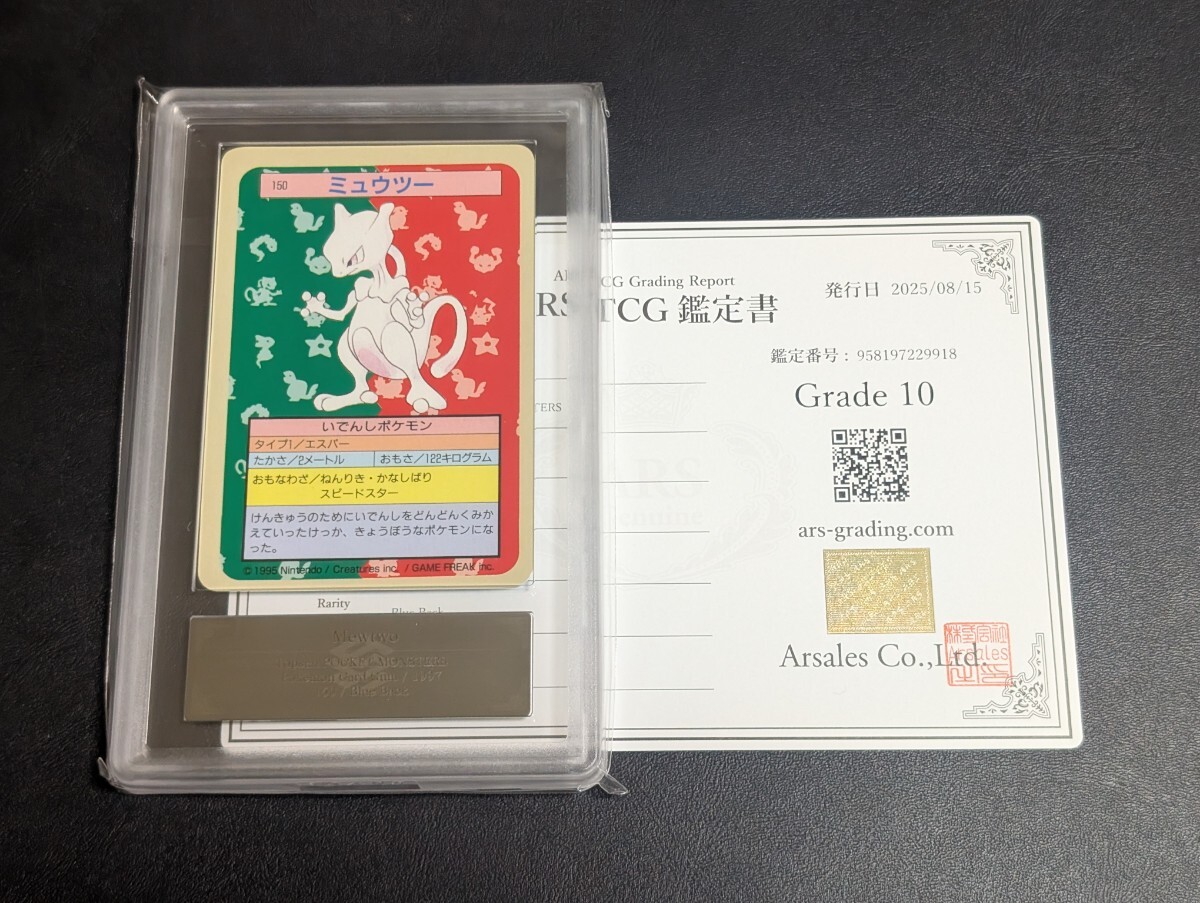 150 ミュウツー
いでんしポケモン
タイプ1/エスパー
たかさ/2メートル おもさ/122キログラム
おもなわざ/ねんりき・かなしばり
スピードスター
けんきゅうのためにいでんしをどんどんくみか
えていったけっか、きょうぼうなポケモンにな
った。
©1995 Nintendo / Creatures inc. / GAME FREAK inc.
Mewtwo
POCKET MONSTERS
1997
Rarity
CG Grading Report
TCG 鑑定書
ARS
発行日 2025/08/15
鑑定番号: 958197229918
Grade 10
ars-grading.com
Arsales Co.,Ltd.
Arsales